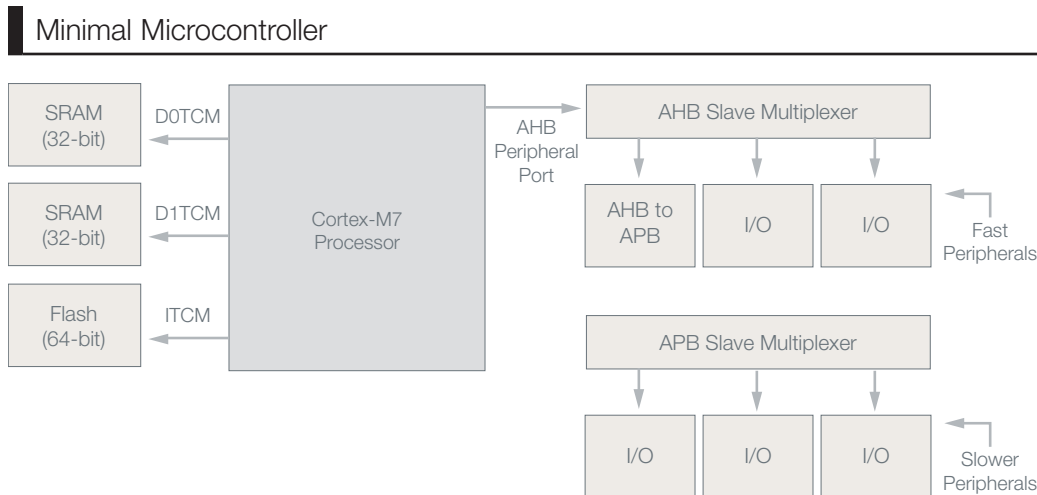 Minimal Microcontroller
SRAM
(32-bit)
D0TCM
SRAM
(32-bit)
D1TCM
Flash
(64-bit)
ITCM
Cortex-M7
Processor
AHB
Peripheral
Port
AHB Slave Multiplexer
AHB to
APB
I/O
I/O
Fast
Peripherals
APB Slave Multiplexer
I/O
I/O
I/O
Slower
Peripherals